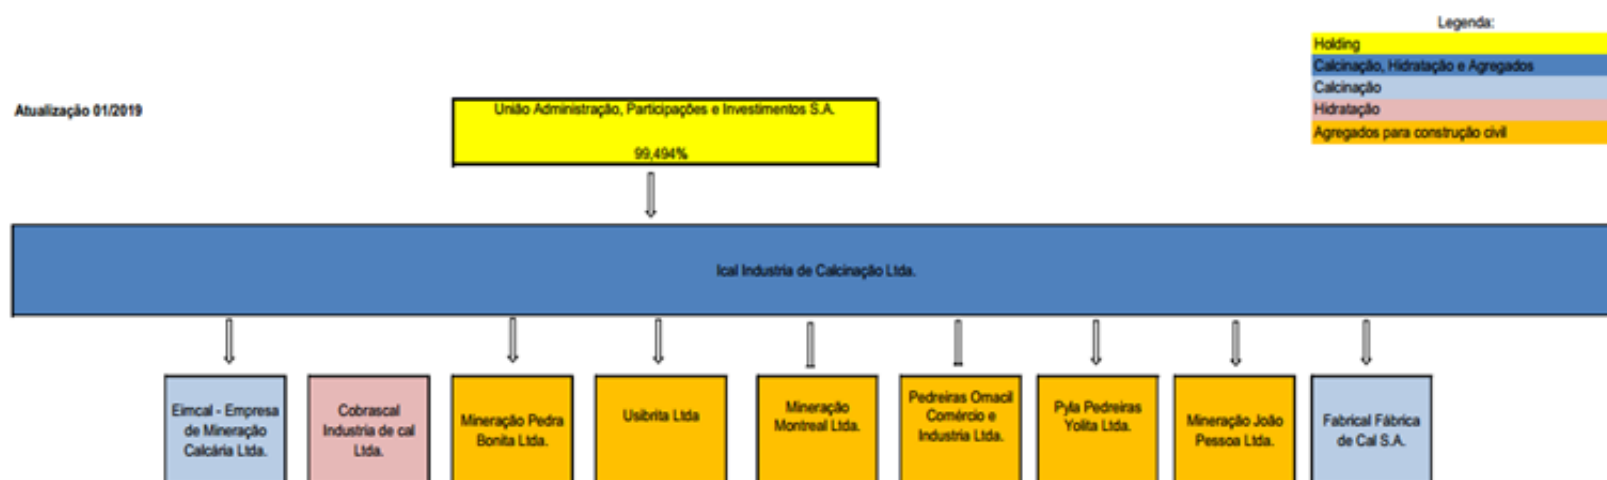 Legenda:
Holding
Calcinação, Hidratação e Agregados
Calcinação
Hidratação
Agregados para construção civil
Atualização 01/2019
União Administração, Participações e Investimentos S.A.
99,494%
Ical Industria de Calcinação Ltda.
Eimcal - Empresa
de Mineração
Calcária Ltda.
Cobrascal
Industria de cal
Ltda.
Mineração Pedra
Bonita Ltda.
Usibrita Ltda
Mineração
Montreal Ltda.
Pedreiras Omacil
Comércio e
Industria Ltda.
Pyla Pedreiras
Yolita Ltda.
Mineração João
Pessoa Ltda.
Fabrical Fábrica
de Cal S.A.